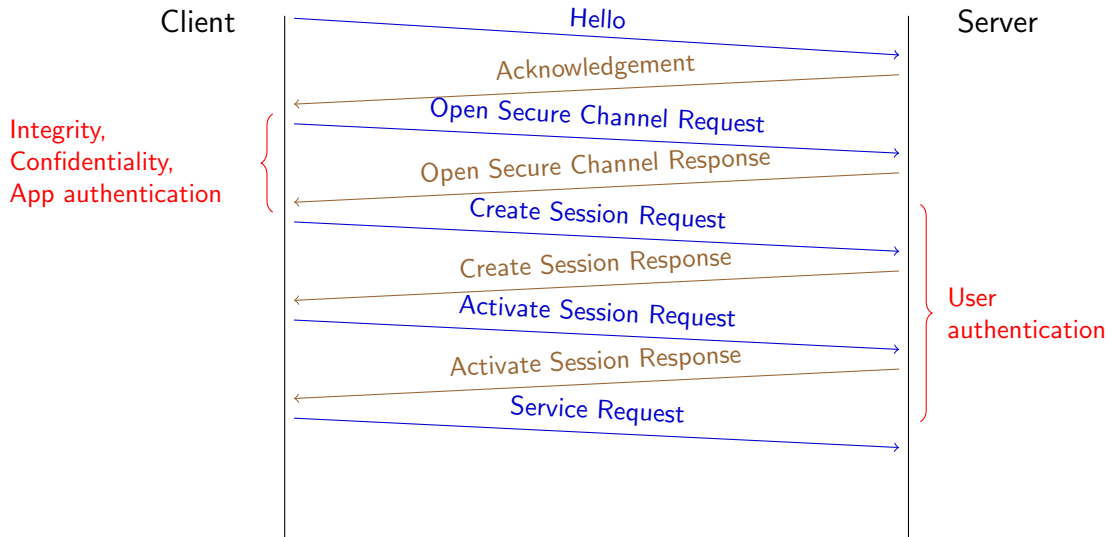 Client
Server
Hello
Acknowledgement
Open Secure Channel Request
Open Secure Channel Response
Integrity,
Confidentiality,
App authentication
Create Session Request
Create Session Response
Activate Session Request
Activate Session Response
Service Request
User
authentication